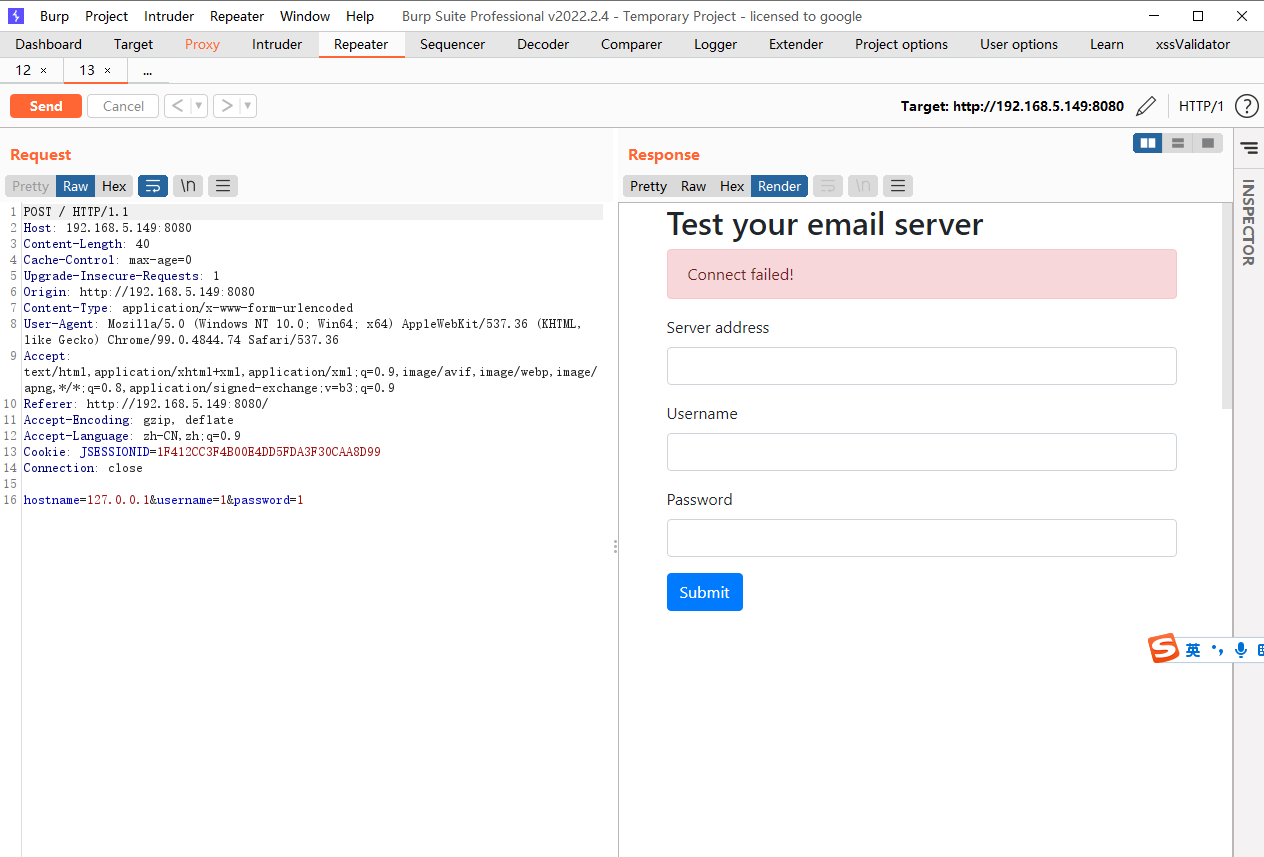 Burp Project Intruder Repeater Window Help Burp Suite Professional v2022.2.4 - Temporary Project - licensed to google
Dashboard Target Proxy Intruder Repeater Sequencer Decoder Comparer Logger Extender Project options User options Learn xssValidator
12 × 13 × ...
Send Cancel < > Target: http://192.168.5.149:8080 HTTP/1 ?
Request
Pretty Raw Hex \n
1 POST / HTTP/1.1
2 Host: 192.168.5.149:8080
3 Content-Length: 40
4 Cache-Control: max-age=0
5 Upgrade-Insecure-Requests: 1
6 Origin: http://192.168.5.149:8080
7 Content-Type: application/x-www-form-urlencoded
8 User-Agent: Mozilla/5.0 (Windows NT 10.0; Win64; x64) AppleWebKit/537.36 (KHTML,
like Gecko) Chrome/99.0.4844.74 Safari/537.36
9 Accept:
text/html,application/xhtml+xml,application/xml;q=0.9,image/avif,image/webp,image/
apng,*/*;q=0.8,application/signed-exchange;v=b3;q=0.9
10 Referer: http://192.168.5.149:8080/
11 Accept-Encoding: gzip, deflate
12 Accept-Language: zh-CN,zh;q=0.9
13 Cookie: JSESSIONID=1F412CC3F4B00E4DD5FDA3F30CAA8D99
14 Connection: close
15
16 hostname=127.0.0.1&username=1&password=1
Response
Pretty Raw Hex Render \n
Test your email server
Connect failed!
Server address
Username
Password
Submit
INSPECTOR
S 英